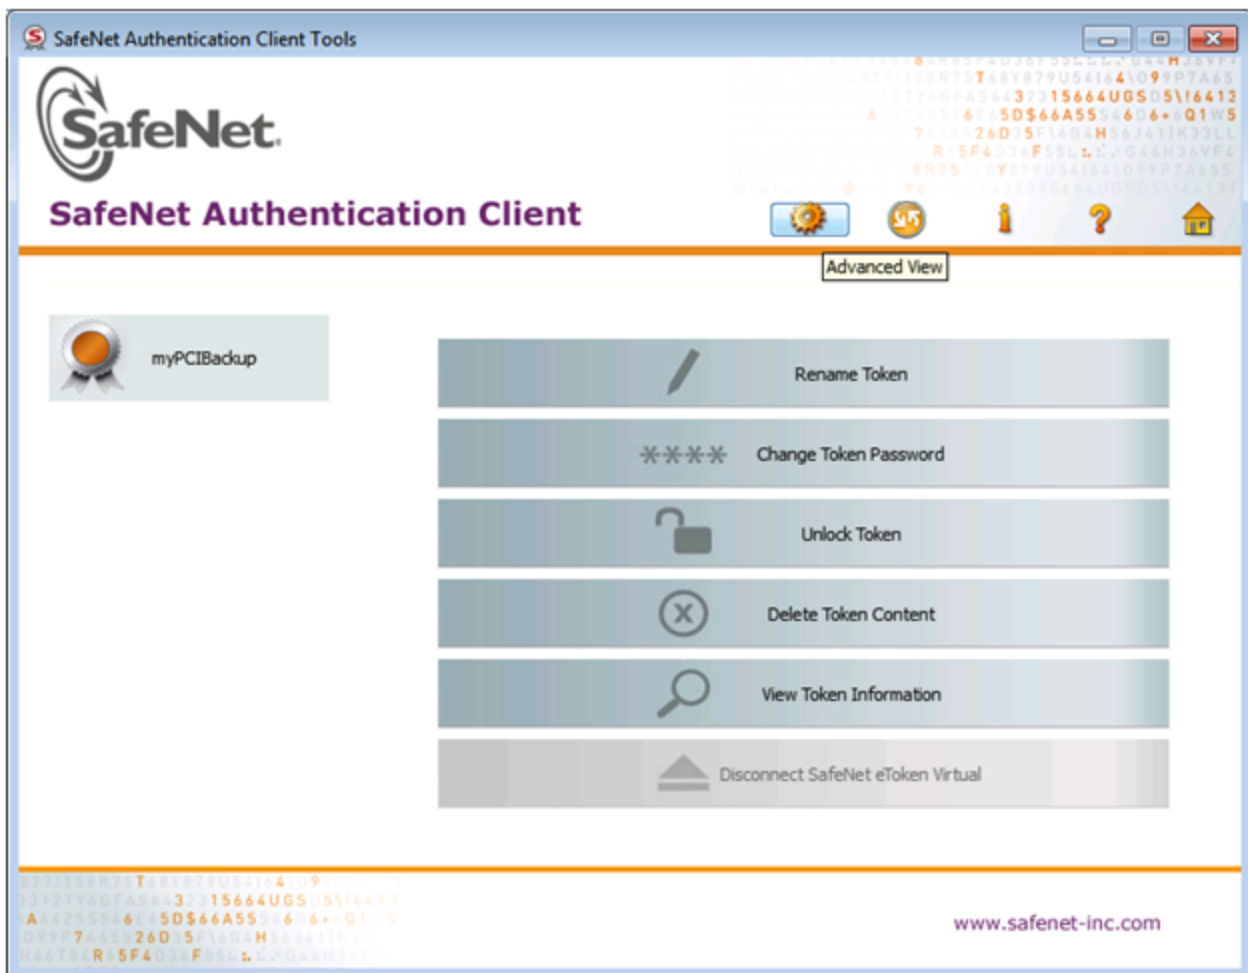 SafeNet Authentication Client Tools
SafeNet.
SafeNet Authentication Client
Advanced View
myPCIBackup
Rename Token
**** Change Token Password
Unlock Token
Delete Token Content
View Token Information
Disconnect SafeNet eToken Virtual
www.safenet-inc.com